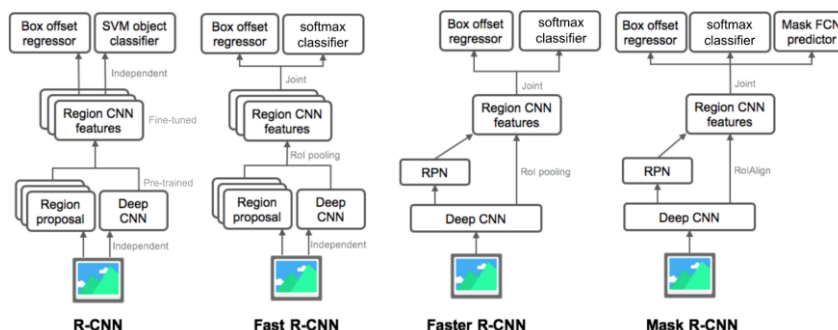 Box offset
regressor
SVM object
classifier
Independent
Region CNN
features
Fine-tuned
Pre-trained
Region
proposal
Deep
CNN
Independent
R-CNN
Box offset
regressor
softmax
classifier
Joint
Region CNN
features
RoI pooling
Region
proposal
Deep
CNN
Independent
Fast R-CNN
Box offset
regressor
softmax
classifier
Joint
Region CNN
features
RPN
RoI pooling
Deep CNN
Faster R-CNN
Box offset
regressor
softmax
classifier
Mask FCN
predictor
Joint
Region CNN
features
RPN
RoIAlign
Deep CNN
Mask R-CNN